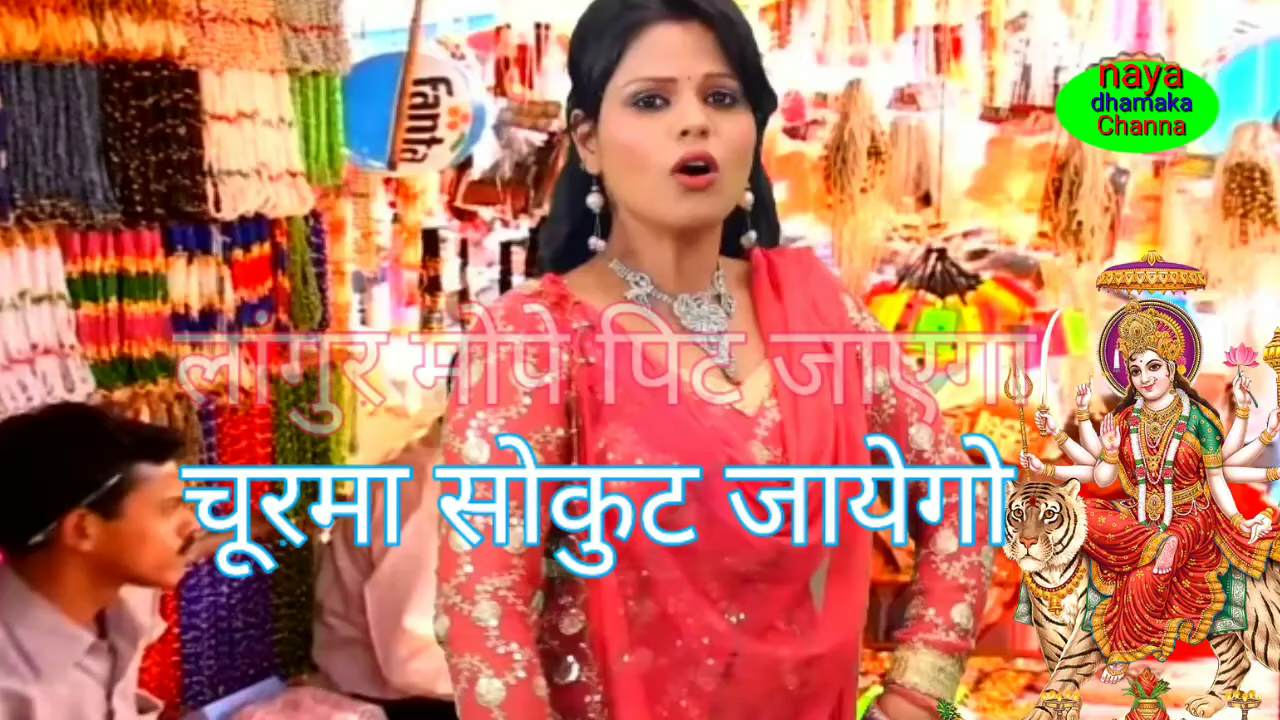 Fanta
naya
dhamaka
Channa
लांगुर मोपे पिट जाएगा
चूरमा सोकुट जायेगो